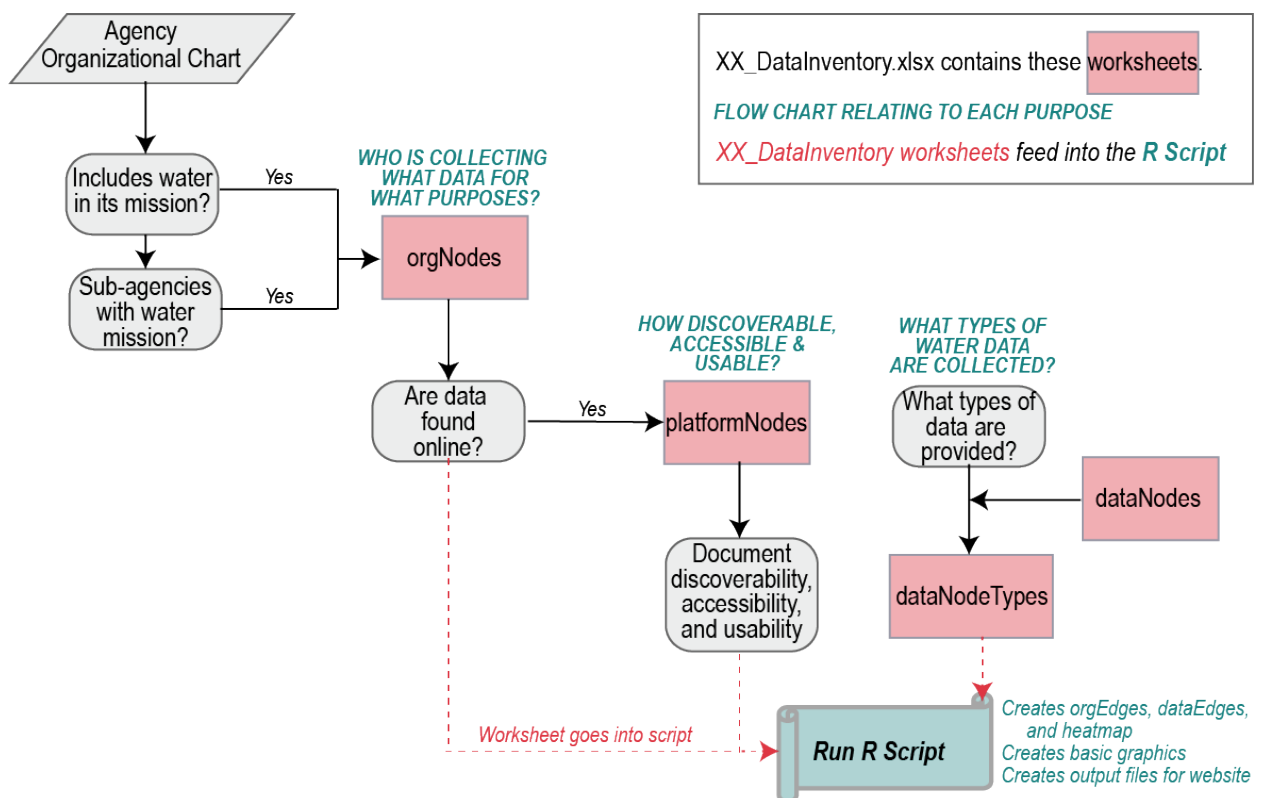 Agency
Organizational Chart
XX_DataInventory.xlsx contains these worksheets.
FLOW CHART RELATING TO EACH PURPOSE
XX_DataInventory worksheets feed into the R Script
Includes water
in its mission?
Yes
Sub-agencies
with water
mission?
Yes
WHO IS COLLECTING
WHAT DATA FOR
WHAT PURPOSES?
orgNodes
Are data
found
online?
Yes
HOW DISCOVERABLE,
ACCESSIBLE &
USABLE?
platformNodes
Document
discoverability,
accessibility,
and usability
WHAT TYPES OF
WATER DATA
ARE COLLECTED?
What types of
data are
provided?
dataNodes
dataNodeTypes
Worksheet goes into script
Run R Script
Creates orgEdges, dataEdges,
and heatmap
Creates basic graphics
Creates output files for website